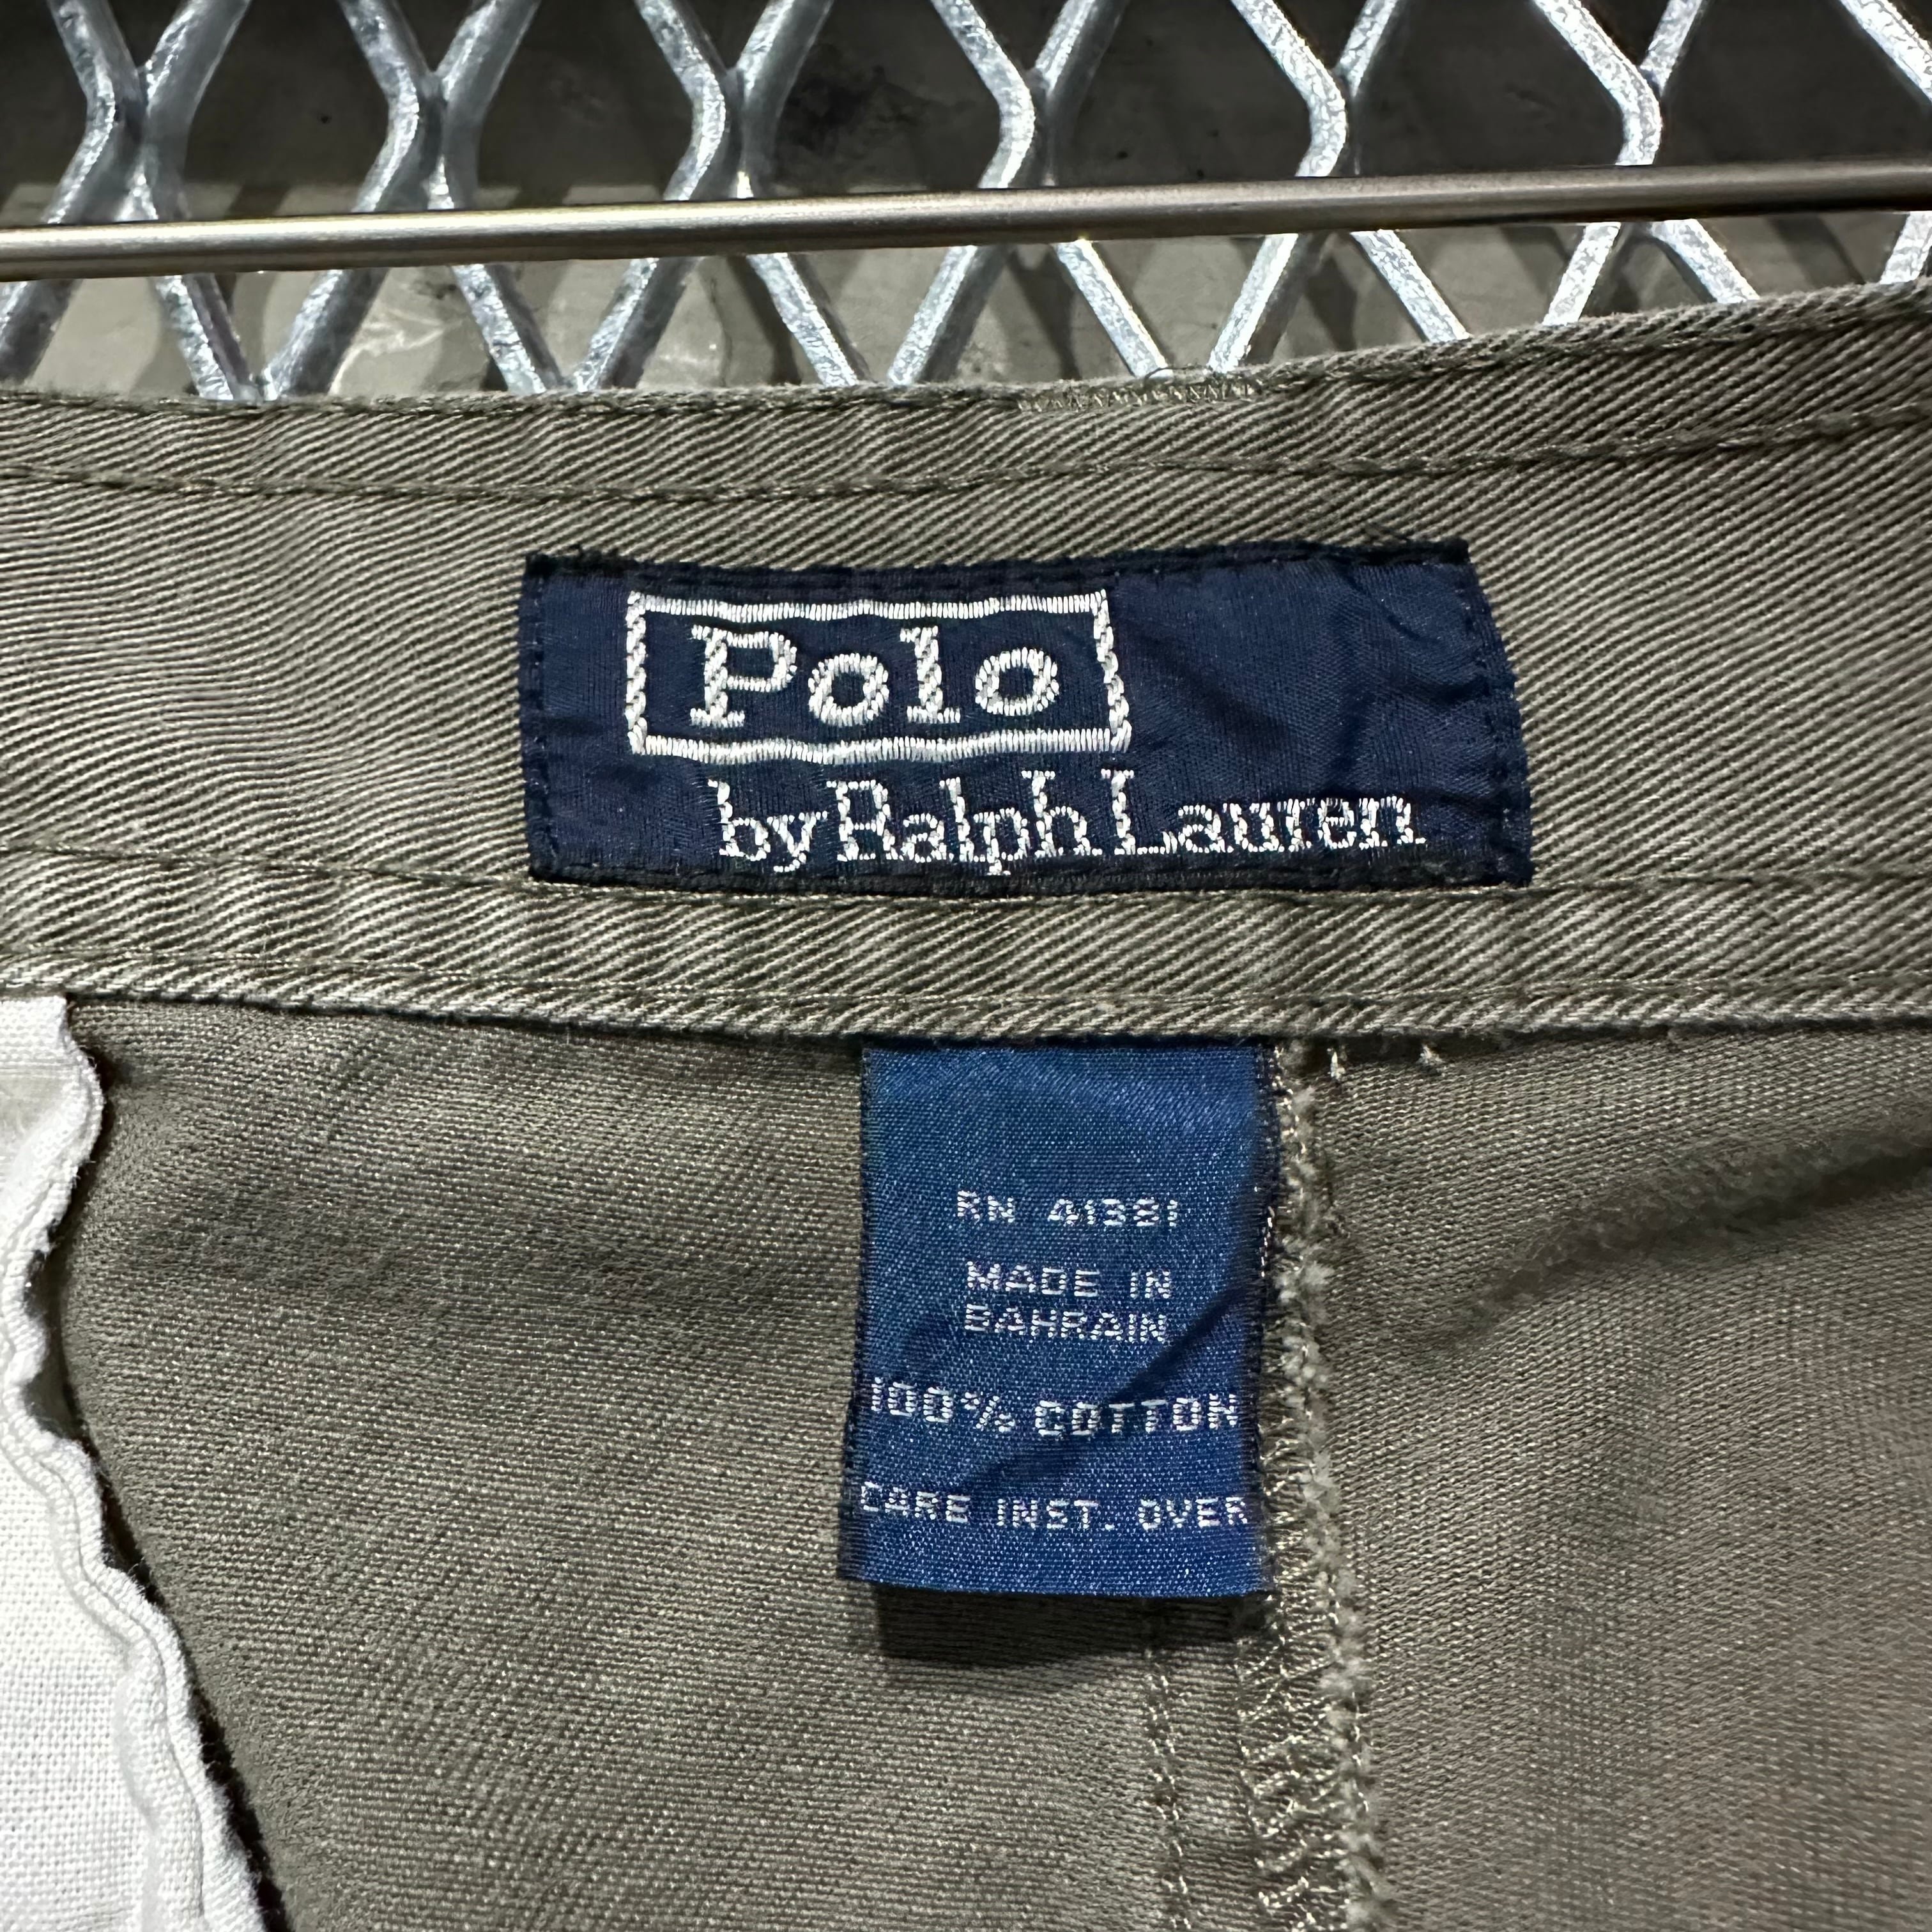 Polo
by Ralph Lauren
RN 41381
MADE IN
BAHRAIN
100% COTTON
CARE INST. OVER